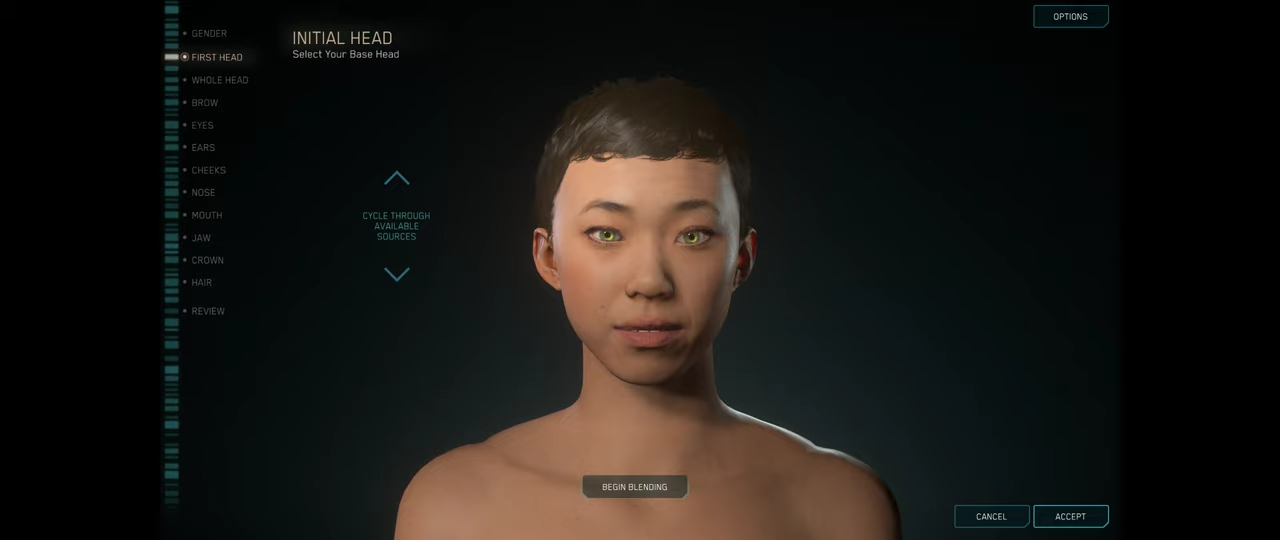 GENDER
FIRST HEAD
WHOLE HEAD
BROW
EYES
EARS
CHEEKS
NOSE
MOUTH
JAW
CROWN
HAIR
REVIEW
INITIAL HEAD
Select Your Base Head
CYCLE THROUGH
AVAILABLE
SOURCES
BEGIN BLENDING
OPTIONS
CANCEL
ACCEPT